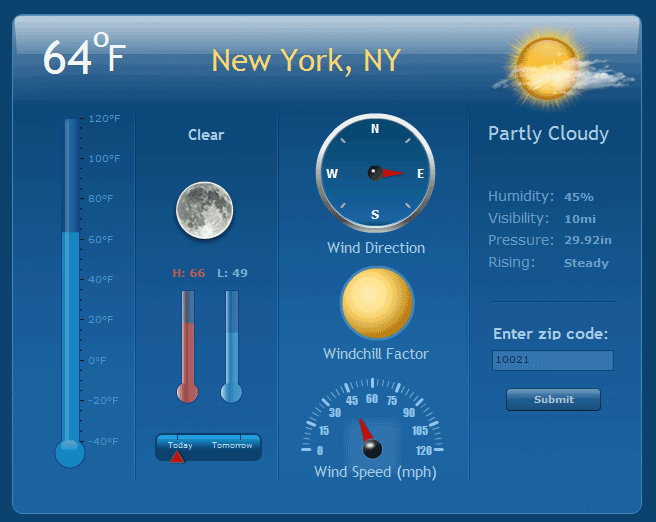 64°F
New York, NY
120°F
100°F
80°F
60°F
40°F
20°F
0°F
-20°F
-40°F
Clear
H: 66 L: 49
Today Tomorrow
N
W E
S
Wind Direction
Windchill Factor
0 15 30 45 60 75 90 105 120
Wind Speed (mph)
Partly Cloudy
Humidity: 45%
Visibility: 10mi
Pressure: 29.92in
Rising: Steady
Enter zip code:
10021
Submit